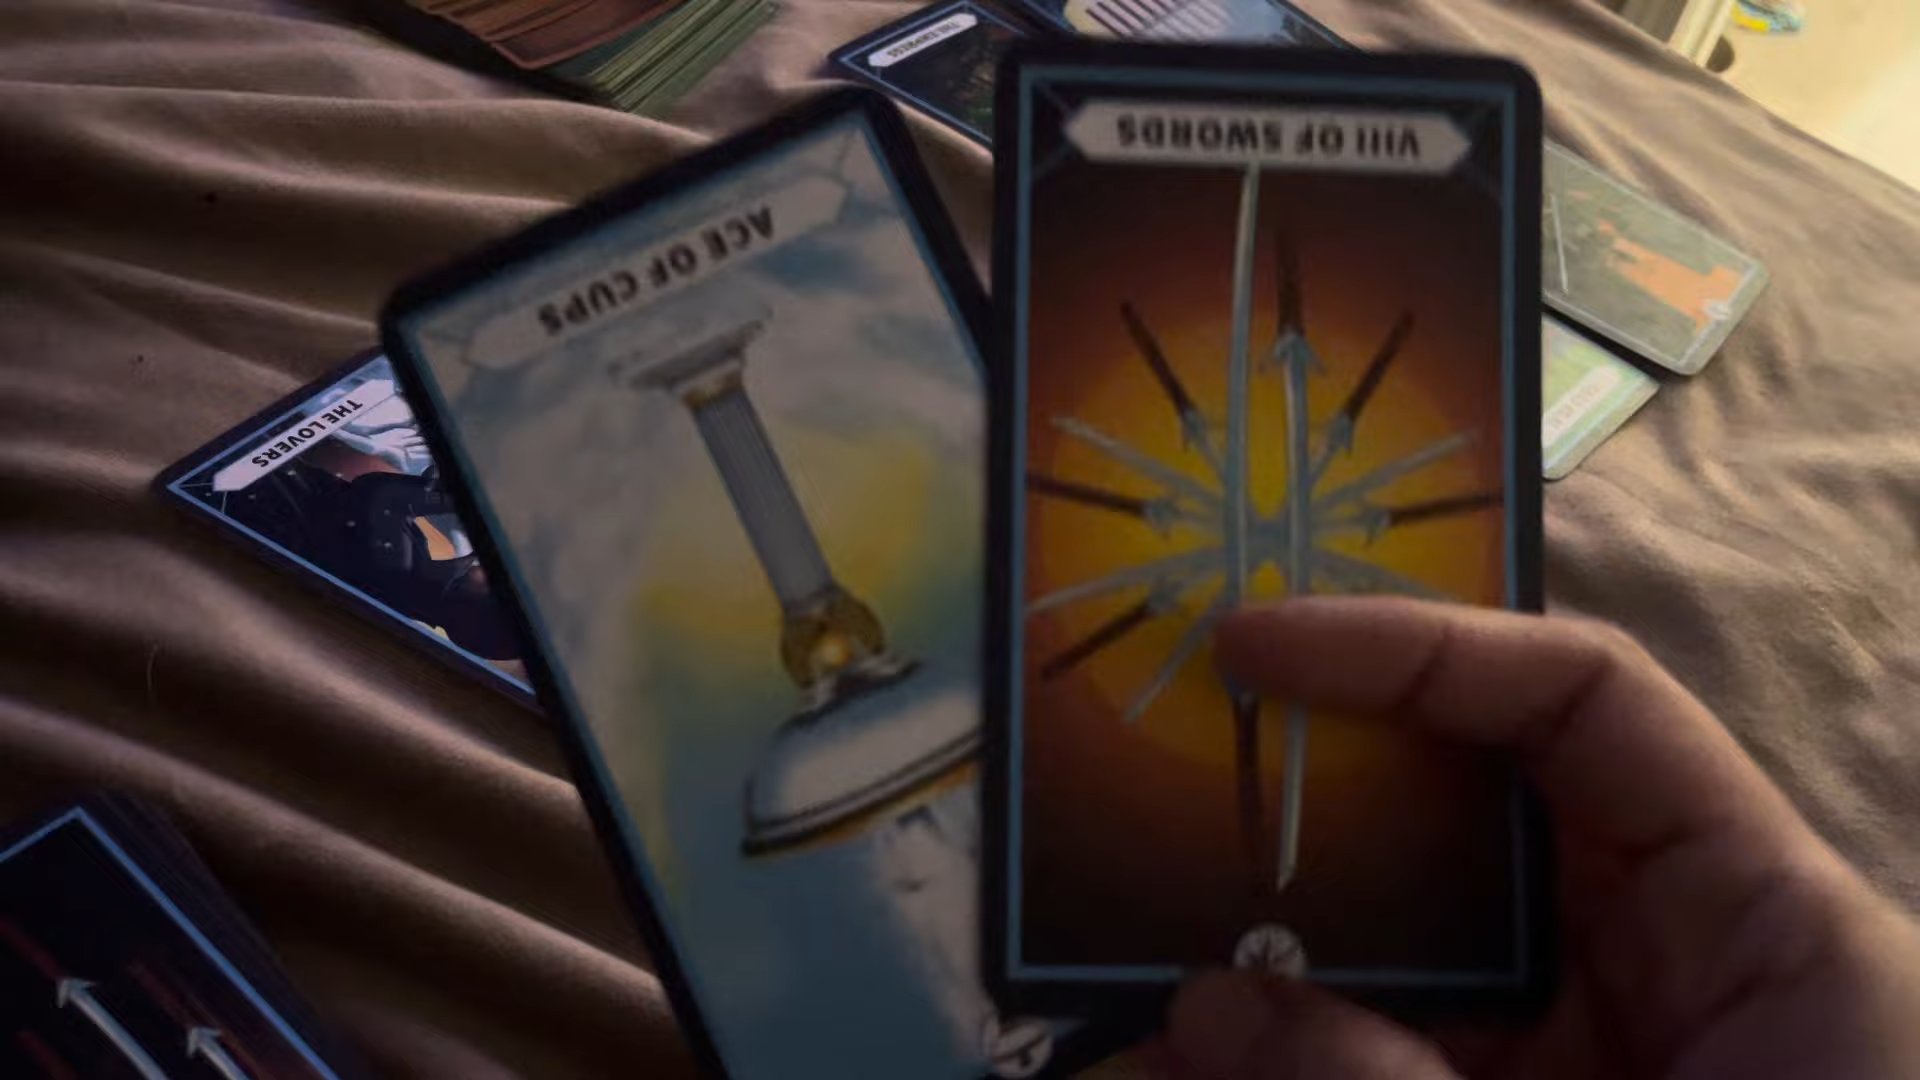 THE EMPRESS
VIII OF SWORDS
ACE OF CUPS
THE LOVERS